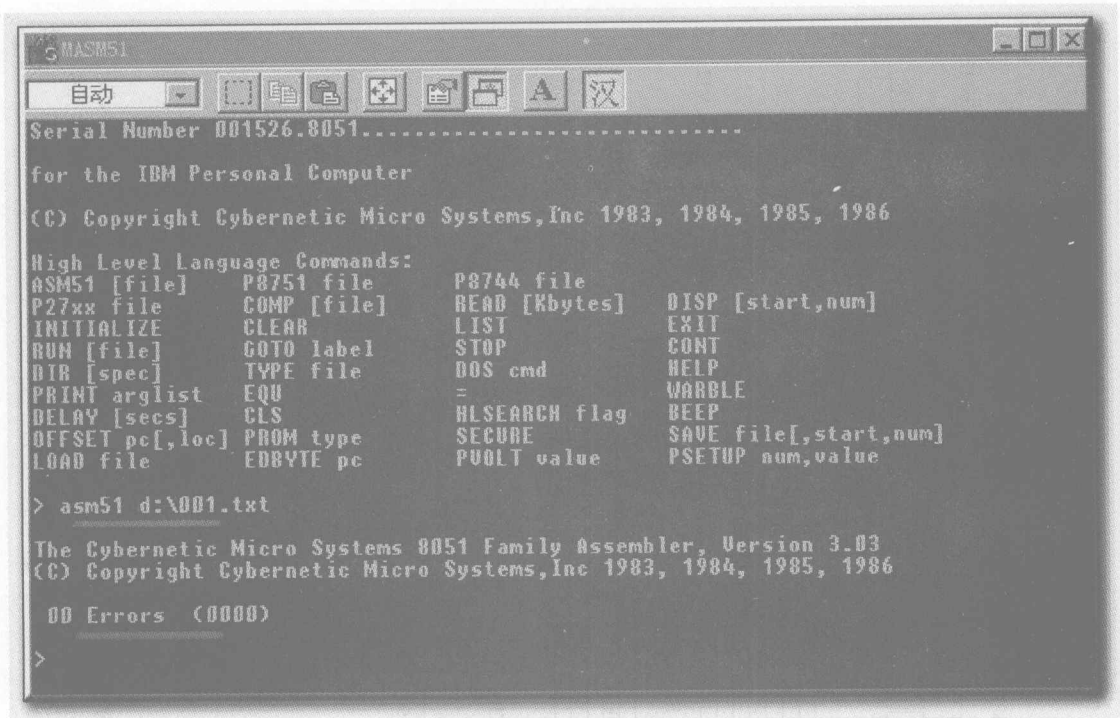 MASM51
自动 A 汉
Serial Number 001526.8051.............................
for the IBM Personal Computer
(C) Copyright Cybernetic Micro Systems,Inc 1983, 1984, 1985, 1986
High Level Language Commands:
ASM51 [file] P8751 file P8744 file
P27xx file COMP [file] READ [Kbytes] DISP [start,num]
INITIALIZE CLEAR LIST EXIT
RUN [file] GOTO label STOP CONT
DIR [spec] TYPE file DOS cmd HELP
PRINT arglist EQU = WARBLE
DELAY [secs] CLS HLSEARCH flag BEEP
OFFSET pc[,loc] PROM type SECURE SAVE file[,start,num]
LOAD file EDBYTE pc PVOLT value PSETUP num,value
> asm51 d:\001.txt
The Cybernetic Micro Systems 8051 Family Assembler, Version 3.03
(C) Copyright Cybernetic Micro Systems,Inc 1983, 1984, 1985, 1986
00 Errors (0000)
>